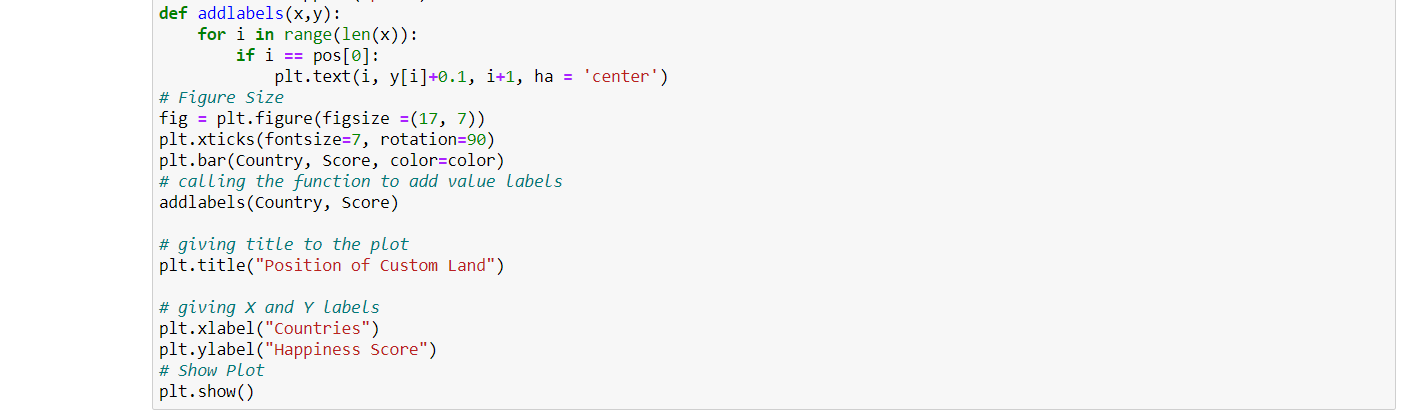 def addlabels(x,y):
    for i in range(len(x)):
        if i == pos[0]:
            plt.text(i, y[i]+0.1, i+1, ha = 'center')
# Figure Size
fig = plt.figure(figsize =(17, 7))
plt.xticks(fontsize=7, rotation=90)
plt.bar(Country, Score, color=color)
# calling the function to add value labels
addlabels(Country, Score)

# giving title to the plot
plt.title("Position of Custom Land")

# giving X and Y labels
plt.xlabel("Countries")
plt.ylabel("Happiness Score")
# Show Plot
plt.show()